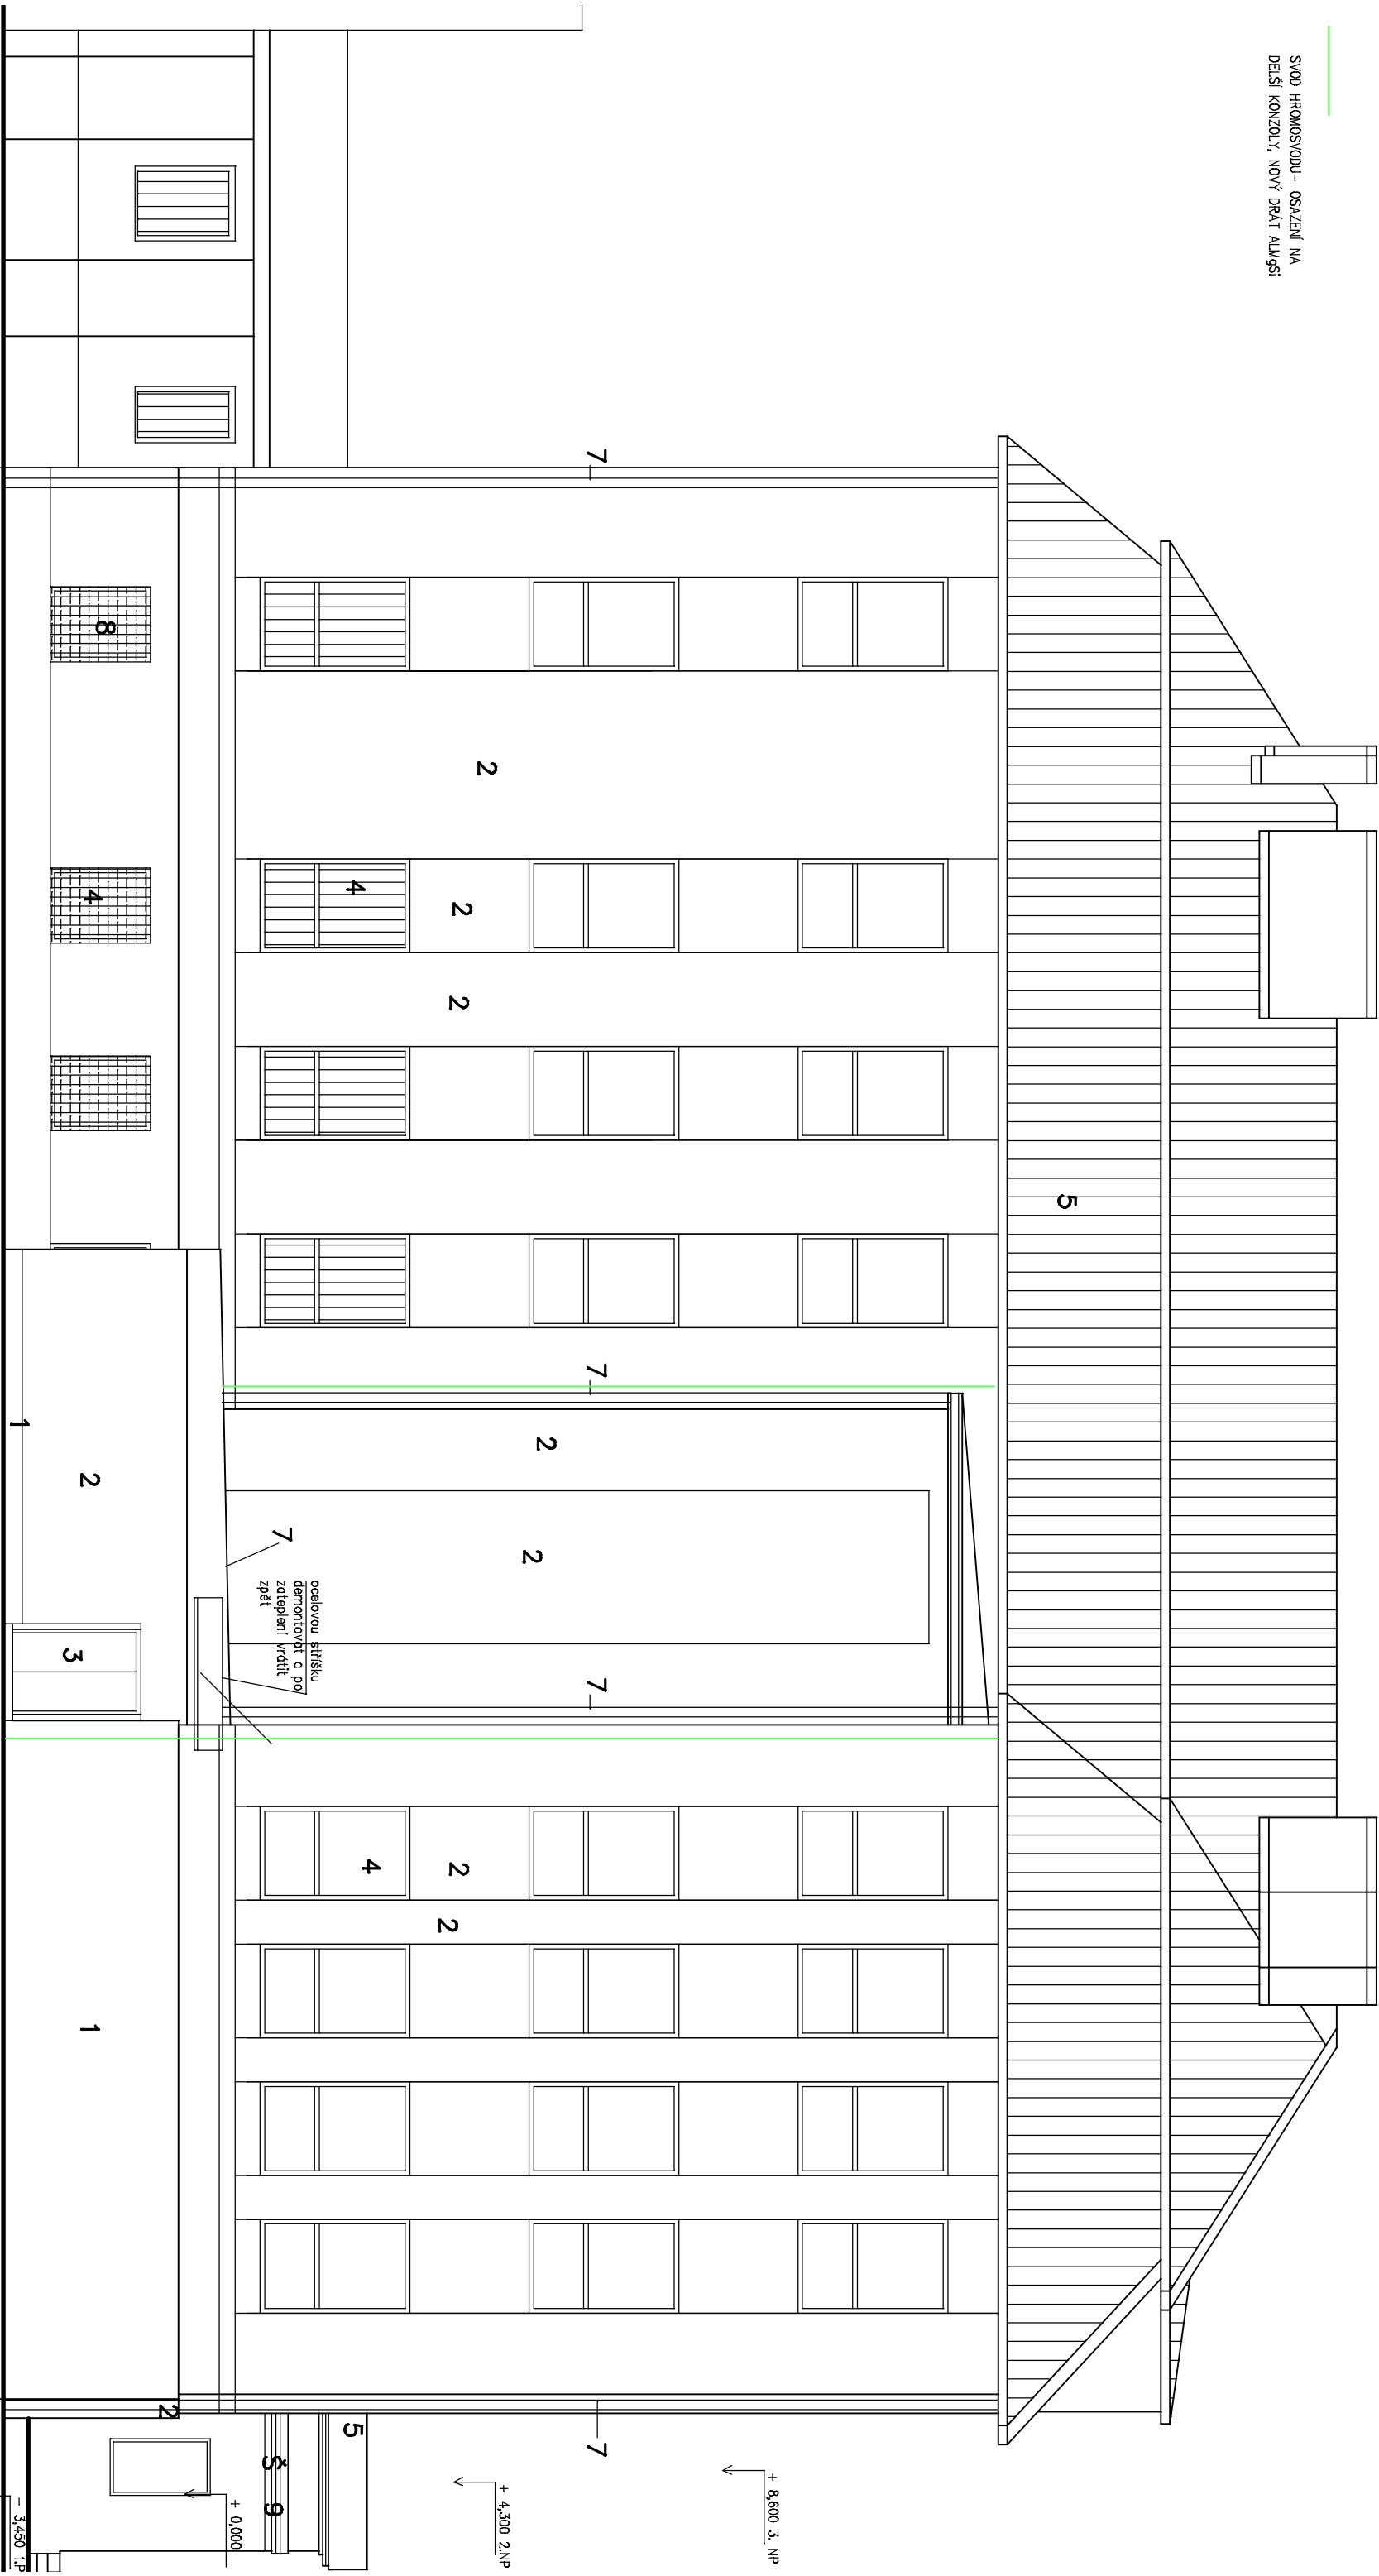 SVOD HROMOSVODU- OSAZENÍ NA
DELŠÍ KONZOLY, NOVÝ DRÁT ALMgSi
5
7
7
7
7
2
2
2
4
2
2
4
2
2
8
4
7
ocelovou stříšku
demontovat a po
zateplení vrátit
zpět
1
2
3
1
2
5
Š 9
+ 8,600 3. NP
+ 4,300 2.NP
+ 0,000
- 3,450 1.P